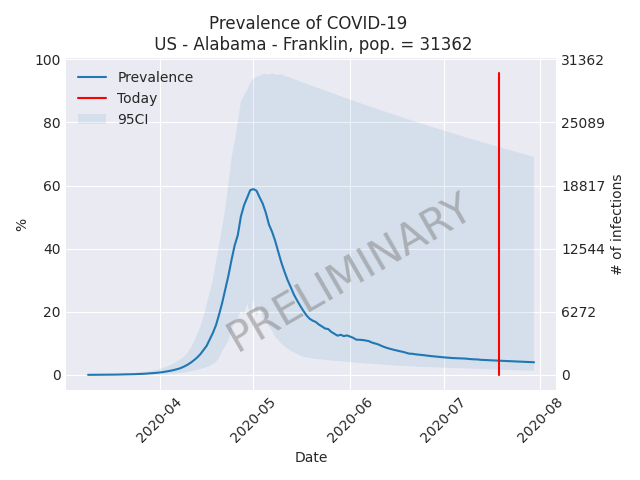 Prevalence of COVID-19
US - Alabama - Franklin, pop. = 31362
Prevalence
Today
95CI
100
80
60
40
20
0
%
31362
25089
18817
12544
6272
0
# of infections
PRELIMINARY
2020-04
2020-05
2020-06
2020-07
2020-08
Date